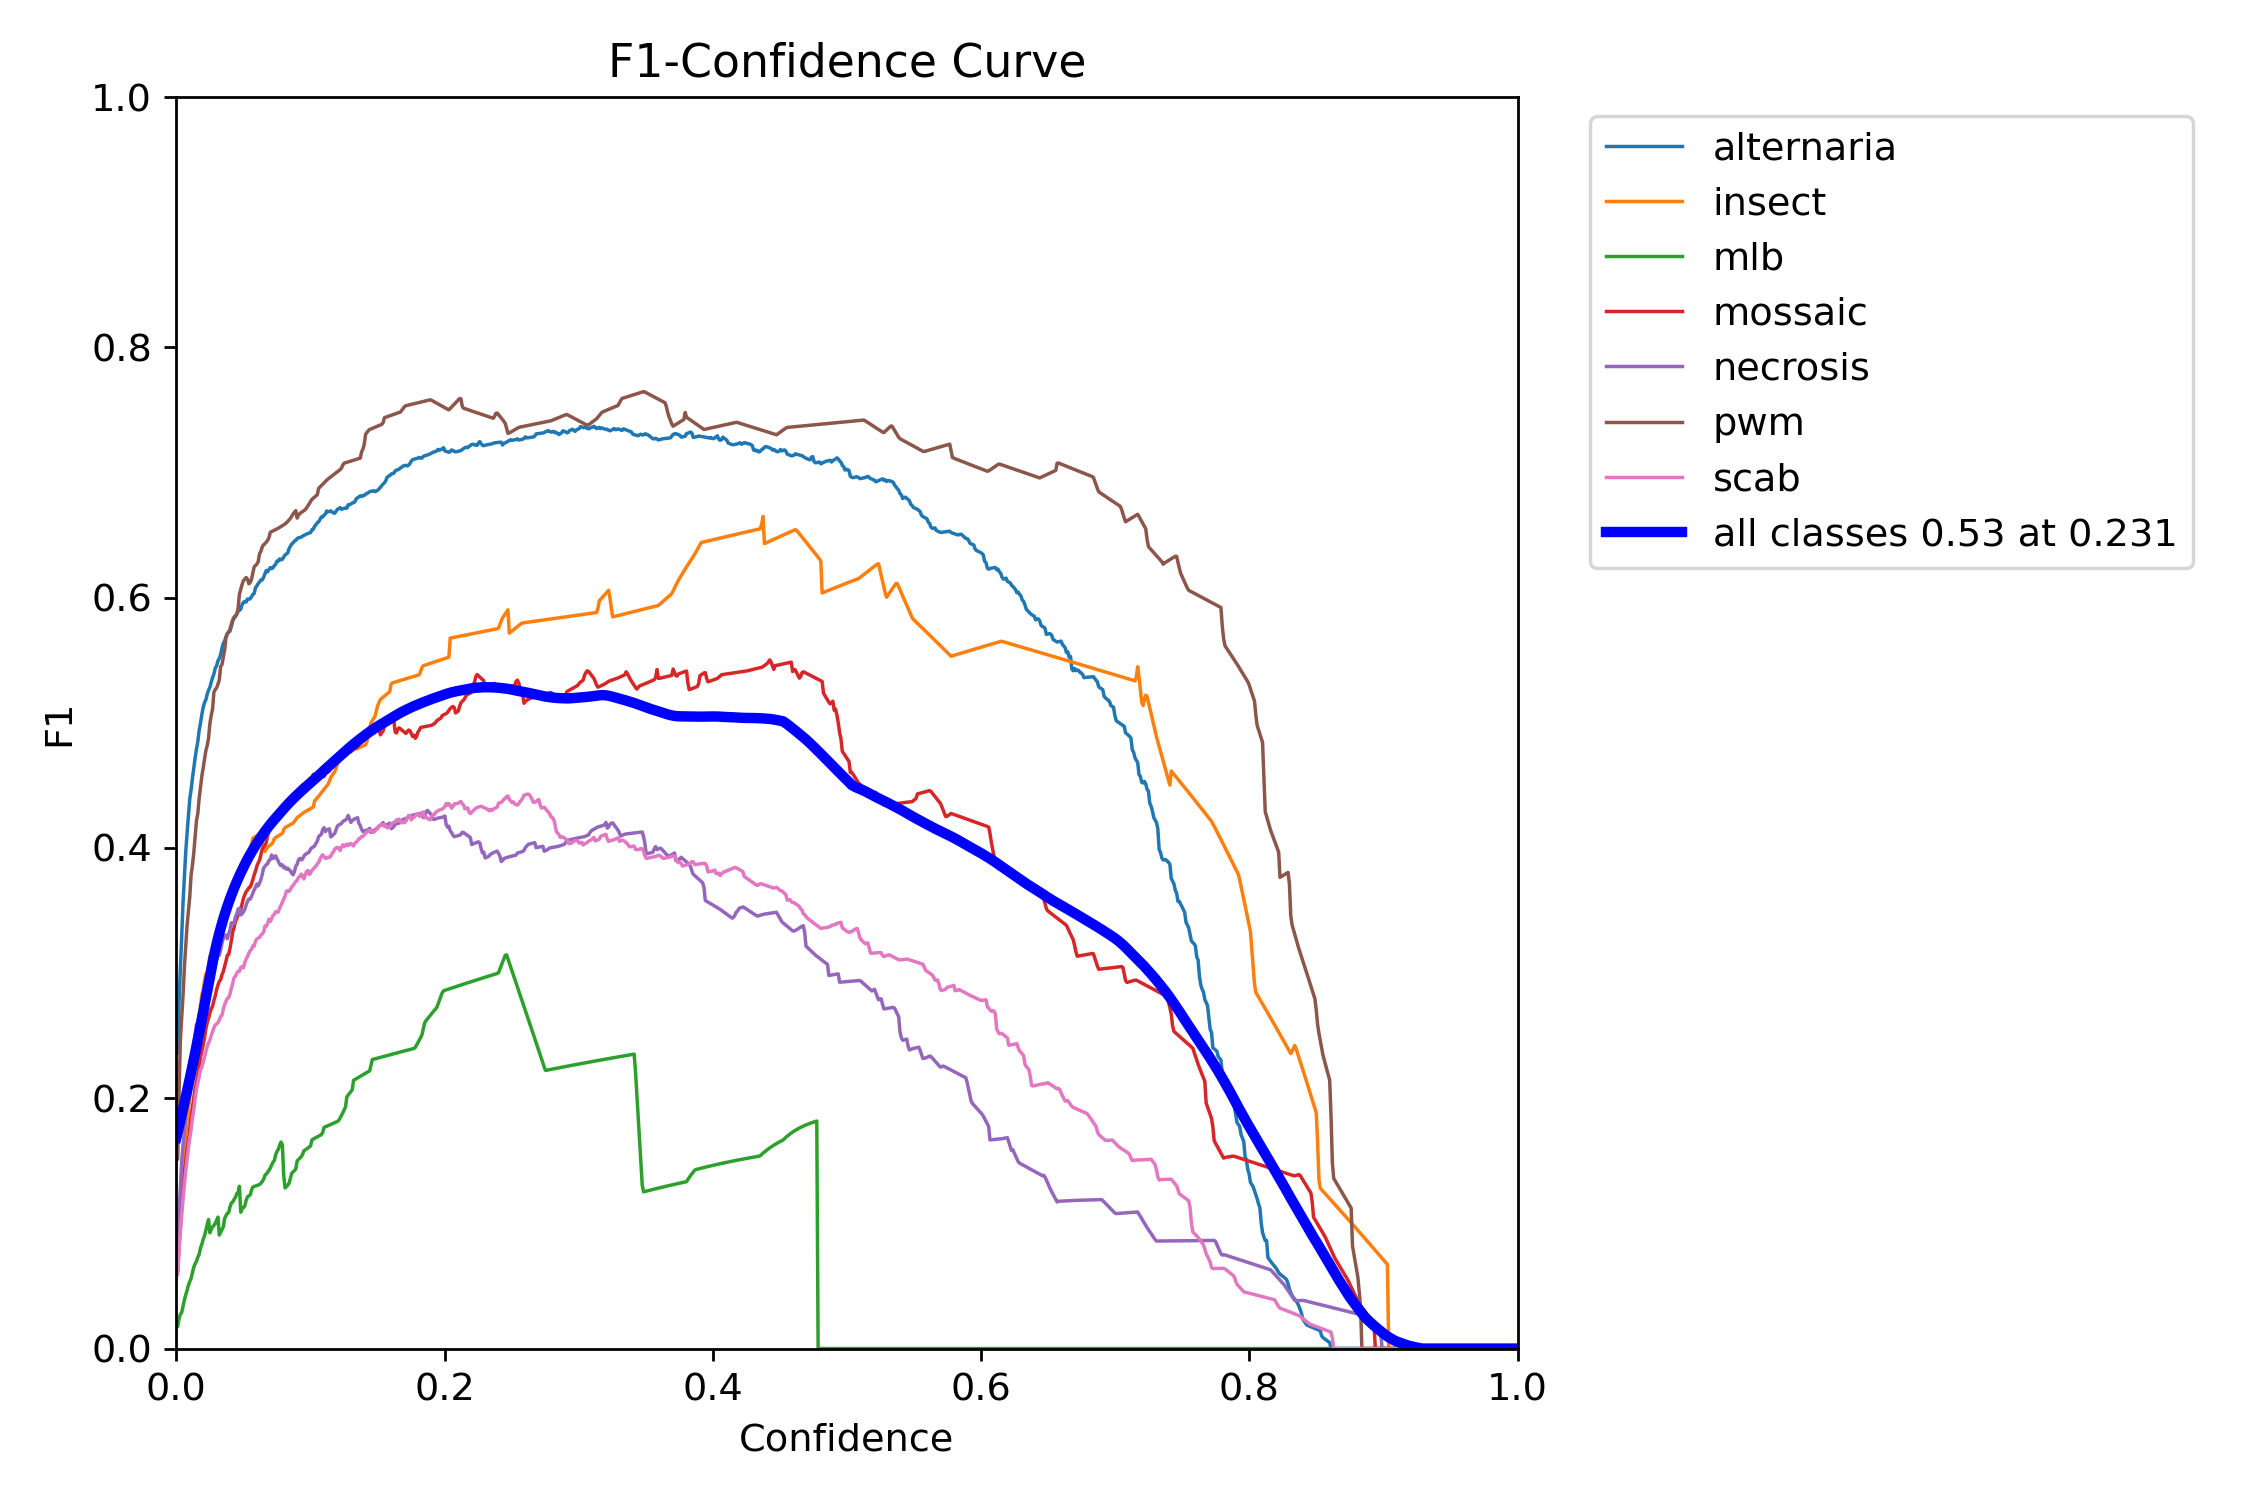 F1-Confidence Curve
1.0
0.8
0.6
0.4
0.2
0.0
F1
0.0 0.2 0.4 0.6 0.8 1.0
Confidence
alternaria
insect
mlb
mossaic
necrosis
pwm
scab
all classes 0.53 at 0.231